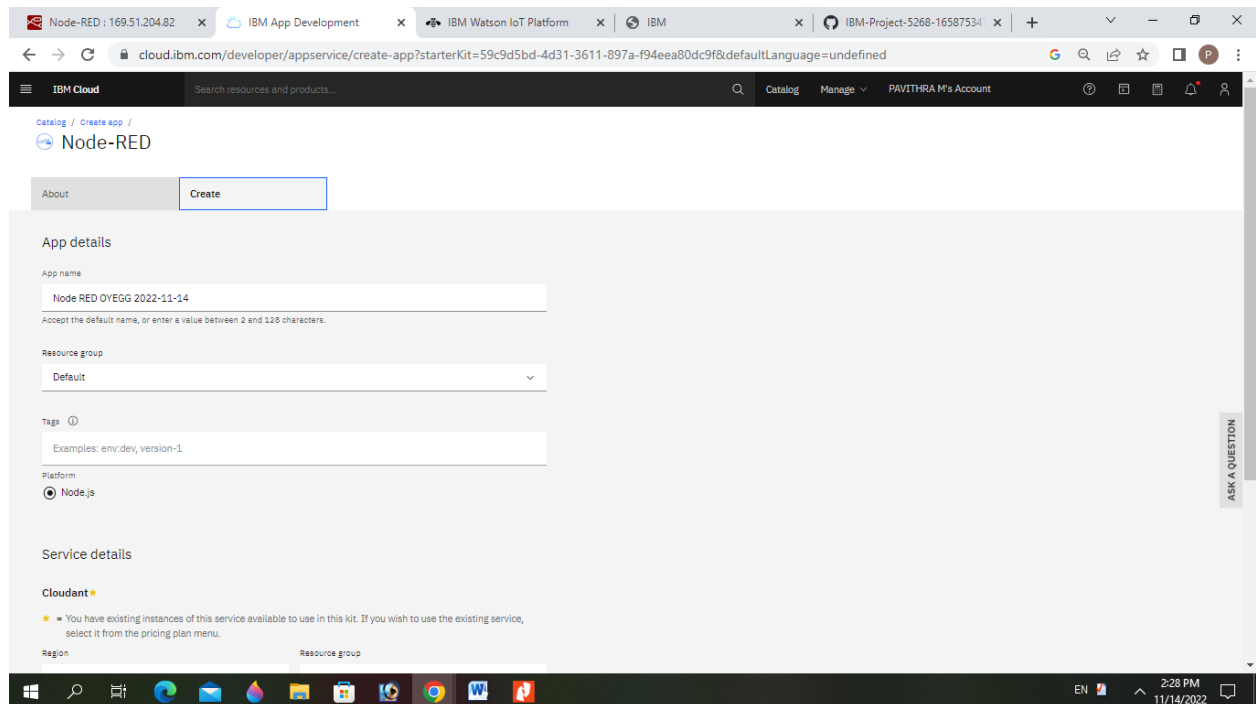 Node-RED : 169.51.204.82
IBM App Development
IBM Watson IoT Platform
IBM
IBM-Project-5268-16587534
cloud.ibm.com/developer/appservice/create-app?starterKit=59c9d5bd-4d31-3611-897a-f94eea80dc9f&defaultLanguage=undefined
G
P
IBM Cloud
Search resources and products...
Catalog
Manage
PAVITHRA M's Account
Catalog / Create app /
Node-RED
About
Create
App details
App name
Node RED OYEGG 2022-11-14
Accept the default name, or enter a value between 2 and 128 characters.
Resource group
Default
Tags
Examples: env:dev, version-1
Platform
Node.js
ASK A QUESTION
Service details
Cloudant
= You have existing instances of this service available to use in this kit. If you wish to use the existing service,
select it from the pricing plan menu.
Region
Resource group
EN
2:28 PM
11/14/2022